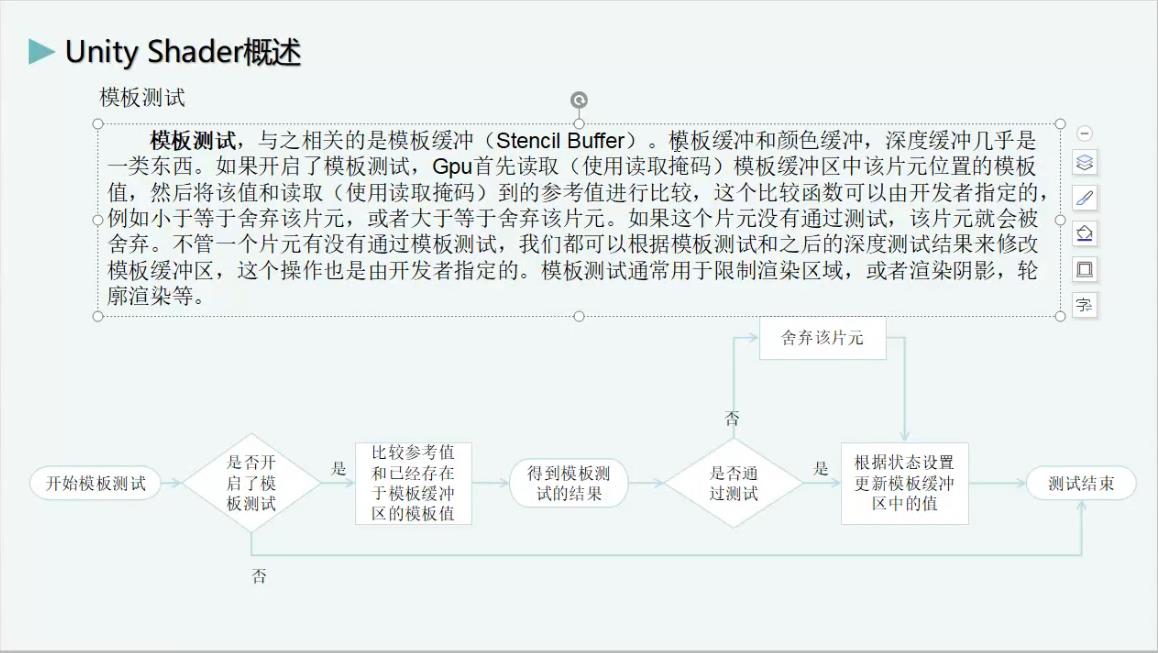 Unity Shader概述
模板测试
模板测试，与之相关的是模板缓冲（Stencil Buffer）。模板缓冲和颜色缓冲，深度缓冲几乎是
一类东西。如果开启了模板测试，Gpu首先读取（使用读取掩码）模板缓冲区中该片元位置的模板
值，然后将该值和读取（使用读取掩码）到的参考值进行比较，这个比较函数可以由开发者指定的，
例如小于等于舍弃该片元，或者大于等于舍弃该片元。如果这个片元没有通过测试，该片元就会被
舍弃。不管一个片元有没有通过模板测试，我们都可以根据模板测试和之后的深度测试结果来修改
模板缓冲区，这个操作也是由开发者指定的。模板测试通常用于限制渲染区域，或者渲染阴影，轮
廓渲染等。
字
舍弃该片元
否
开始模板测试
是否开
启了模
板测试
是
比较参考值
和已经存在
于模板缓冲
区的模板值
得到模板测
试的结果
是否通
过测试
是
根据状态设置
更新模板缓冲
区中的值
测试结束
否